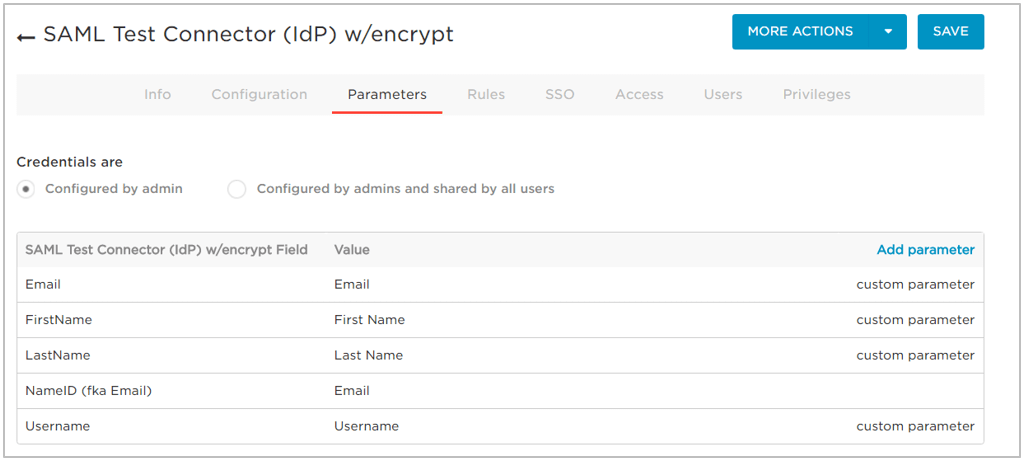 SAML Test Connector (IdP) w/encrypt
MORE ACTIONS
SAVE
Info Configuration Parameters Rules SSO Access Users Privileges
Credentials are
Configured by admin Configured by admins and shared by all users
SAML Test Connector (IdP) w/encrypt Field Value Add parameter
Email Email custom parameter
FirstName First Name custom parameter
LastName Last Name custom parameter
NameID (fka Email) Email
Username Username custom parameter